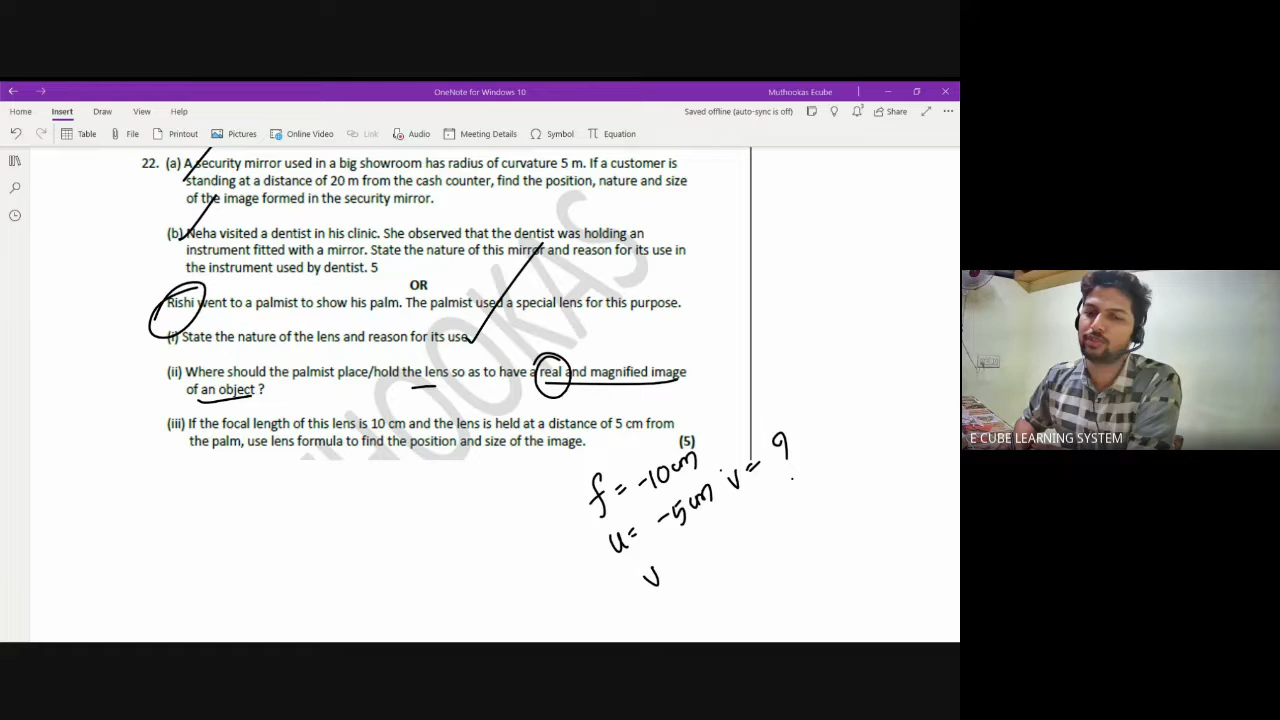 OneNote for Windows 10
Muthookas Ecube
Home Insert Draw View Help
Saved offline (auto-sync is off)
Share
Table File Printout Pictures Online Video Link Audio Meeting Details Symbol Equation
22. (a) A security mirror used in a big showroom has radius of curvature 5 m. If a customer is
standing at a distance of 20 m from the cash counter, find the position, nature and size
of the image formed in the security mirror.
(b) Neha visited a dentist in his clinic. She observed that the dentist was holding an
instrument fitted with a mirror. State the nature of this mirror and reason for its use in
the instrument used by dentist. 5
OR
Rishi went to a palmist to show his palm. The palmist used a special lens for this purpose.
(i) State the nature of the lens and reason for its use
(ii) Where should the palmist place/hold the lens so as to have a real and magnified image
of an object ?
(iii) If the focal length of this lens is 10 cm and the lens is held at a distance of 5 cm from
the palm, use lens formula to find the position and size of the image. (5)
f = -10cm
u = -5cm v = ?
v
HOOKAS
E CUBE LEARNING SYSTEM